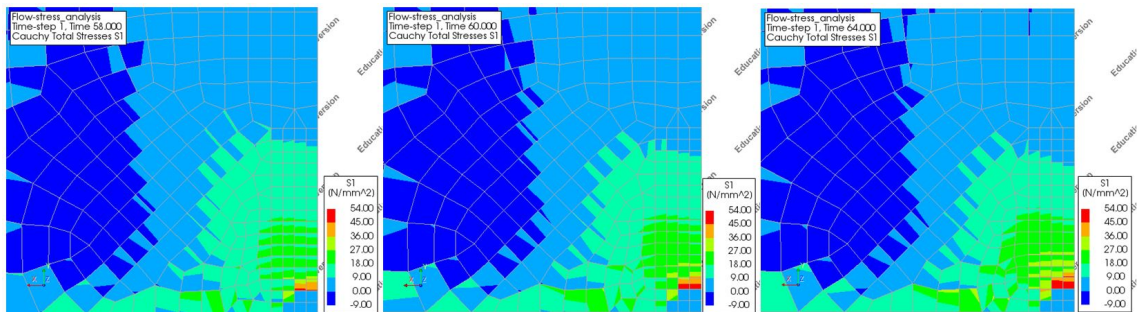 Flow-stress_analysis
Time-step 1, Time 58.000
Cauchy Total Stresses S1
S1
(N/mm^2)
54.00
45.00
36.00
27.00
18.00
9.00
0.00
-9.00
X
Z
Flow-stress_analysis
Time-step 1, Time 60.000
Cauchy Total Stresses S1
Education
version
S1
(N/mm^2)
54.00
45.00
36.00
27.00
18.00
9.00
0.00
-9.00
X
Z
Flow-stress_analysis
Time-step 1, Time 64.000
Cauchy Total Stresses S1
Education
version
S1
(N/mm^2)
54.00
45.00
36.00
27.00
18.00
9.00
0.00
-9.00
X
Z